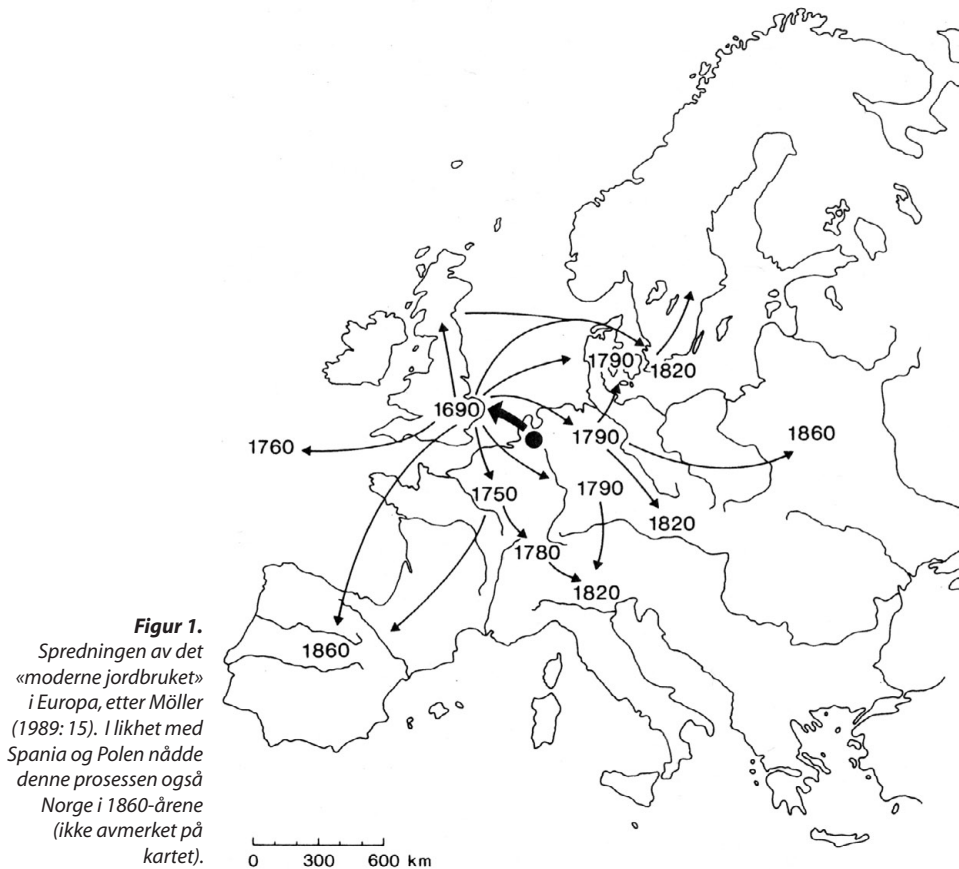 1790
1820
1690
1790
1860
1760
1790
1750
1820
1780
1820
1860
Figur 1.
Spredningen av det
«moderne jordbruket»
i Europa, etter Möller
(1989: 15). I likhet med
Spania og Polen nådde
denne prosessen også
Norge i 1860-årene
(ikke avmerket på
kartet).
0 300 600 km